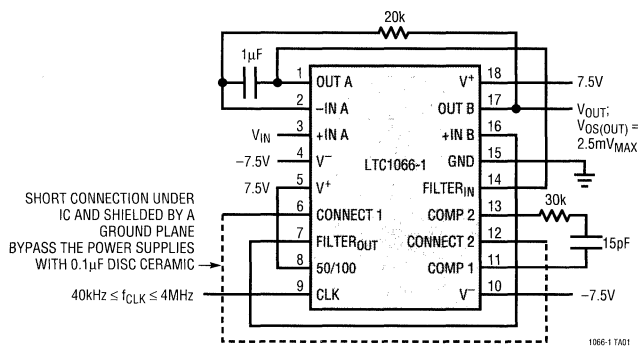 20k
1μF
1 OUT A V+ 18 7.5V
2 –IN A OUT B 17 VOUT;
VOS(OUT) =
2.5mVMAX
VIN 3 +IN A +IN B 16
–7.5V 4 V– LTC1066-1 GND 15
7.5V 5 V+ FILTERIN 14
30k
SHORT CONNECTION UNDER
IC AND SHIELDED BY A
GROUND PLANE
BYPASS THE POWER SUPPLIES
WITH 0.1μF DISC CERAMIC
6 CONNECT 1 COMP 2 13
7 FILTEROUT CONNECT 2 12 15pF
8 50/100 COMP 1 11
40kHz ≤ fCLK ≤ 4MHz 9 CLK V– 10 –7.5V
1066-1 TA01